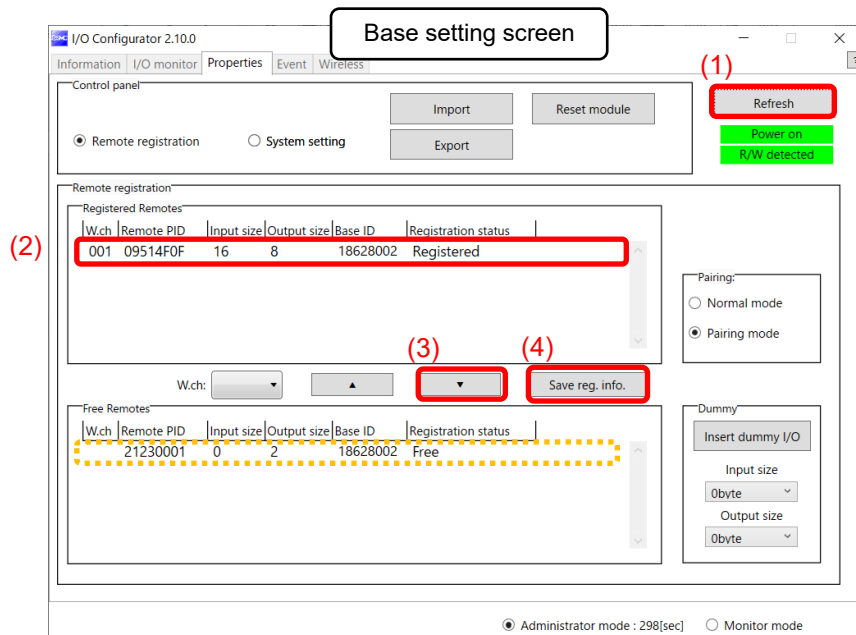 Base setting screen
I/O Configurator 2.10.0
Information I/O monitor Properties Event Wireless
(1)
Control panel
Import Reset module Refresh
Remote registration System setting Export
Power on
R/W detected
Remote registration
Registered Remotes
W.ch Remote PID Input size Output size Base ID Registration status
(2)
001 09514F0F 16 8 18628002 Registered
Pairing:
Normal mode
Pairing mode
(3) (4)
W.ch: ▼ ▲ ▼ Save reg. info.
Free Remotes
W.ch Remote PID Input size Output size Base ID Registration status
21230001 0 2 18628002 Free
Dummy
Insert dummy I/O
Input size
0byte
Output size
0byte
Administrator mode : 298[sec] Monitor mode